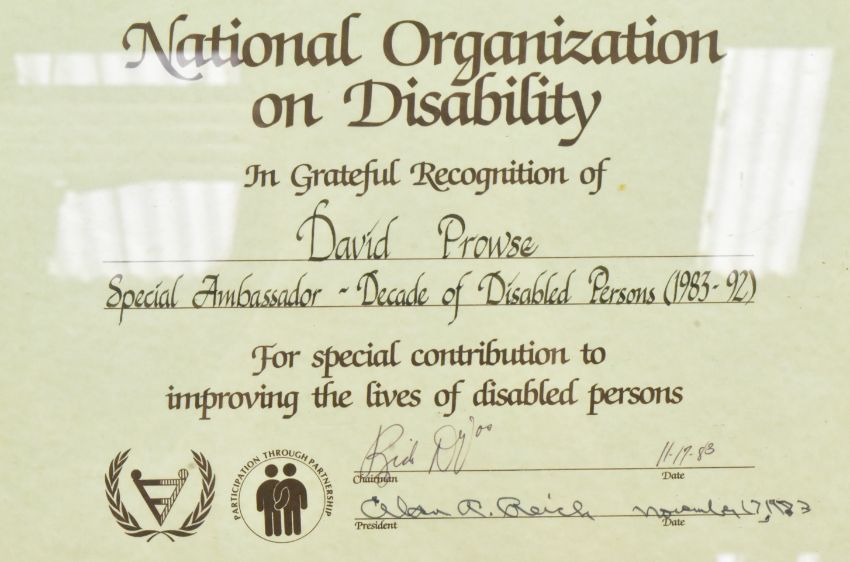 National Organization
on Disability
In Grateful Recognition of
David Prowse
Special Ambassador ~ Decade of Disabled Persons (1983-92)
For special contribution to
improving the lives of disabled persons
PARTICIPATION THROUGH PARTNERSHIP
Rich DeVos 11-17-83
Chairman Date
Alan A. Reich November 17, 1983
President Date